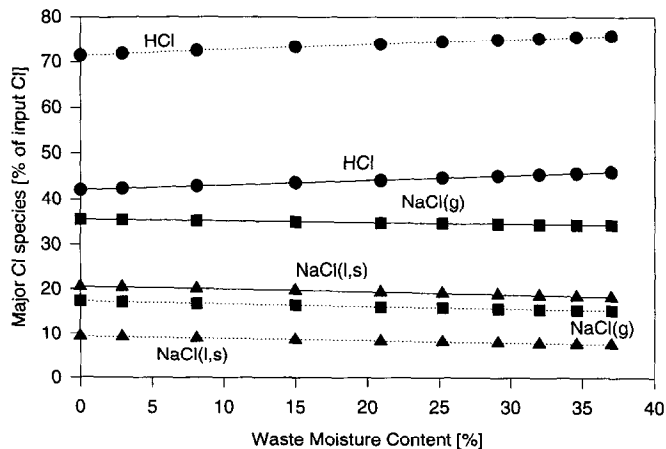 80
70
60
50
40
30
20
10
0
Major Cl species [% of input Cl]
HCl
HCl
NaCl(g)
NaCl(l,s)
NaCl(g)
NaCl(l,s)
0 5 10 15 20 25 30 35 40
Waste Moisture Content [%]